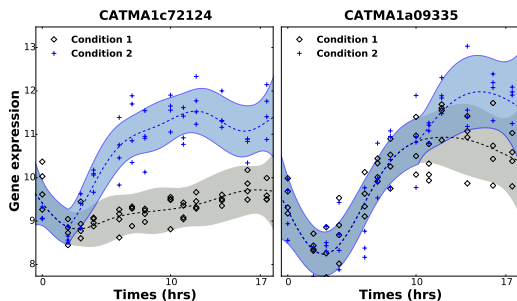 CATMA1c72124
CATMA1a09335
13
12
11
10
9
8
Gene expression
Condition 1
Condition 2
Condition 1
Condition 2
0
10
17
0
10
17
Times (hrs)
Times (hrs)